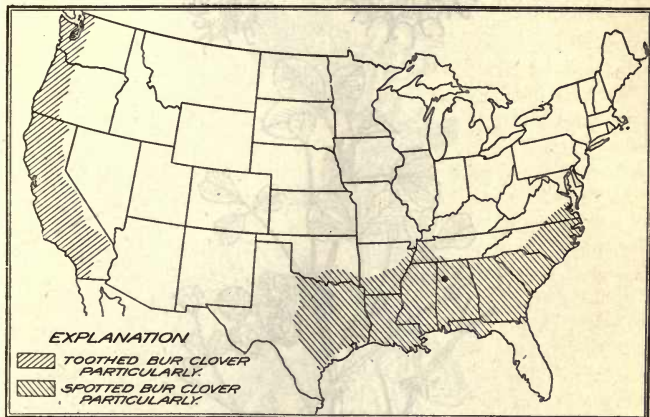 EXPLANATION
TOOTHED BUR CLOVER
PARTICULARLY.
SPOTTED BUR CLOVER
PARTICULARLY.